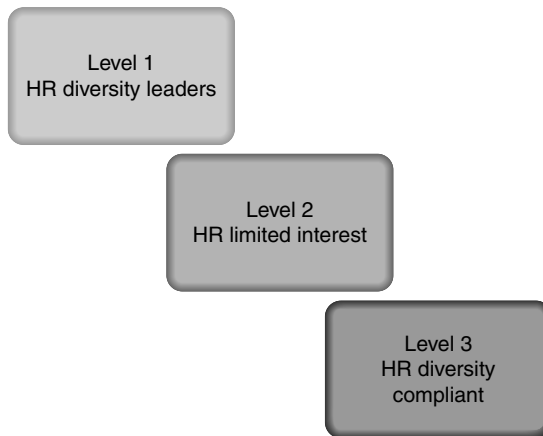 Level 1
HR diversity leaders
Level 2
HR limited interest
Level 3
HR diversity
compliant